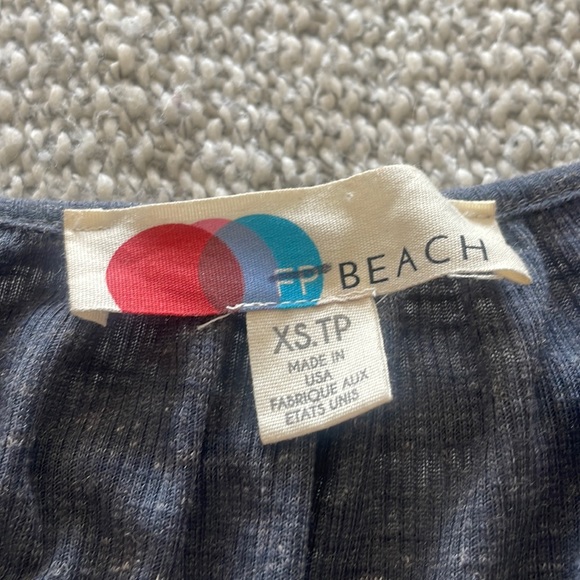 FP BEACH
XS.TP
MADE IN
USA
FABRIQUE AUX
ETATS UNIS